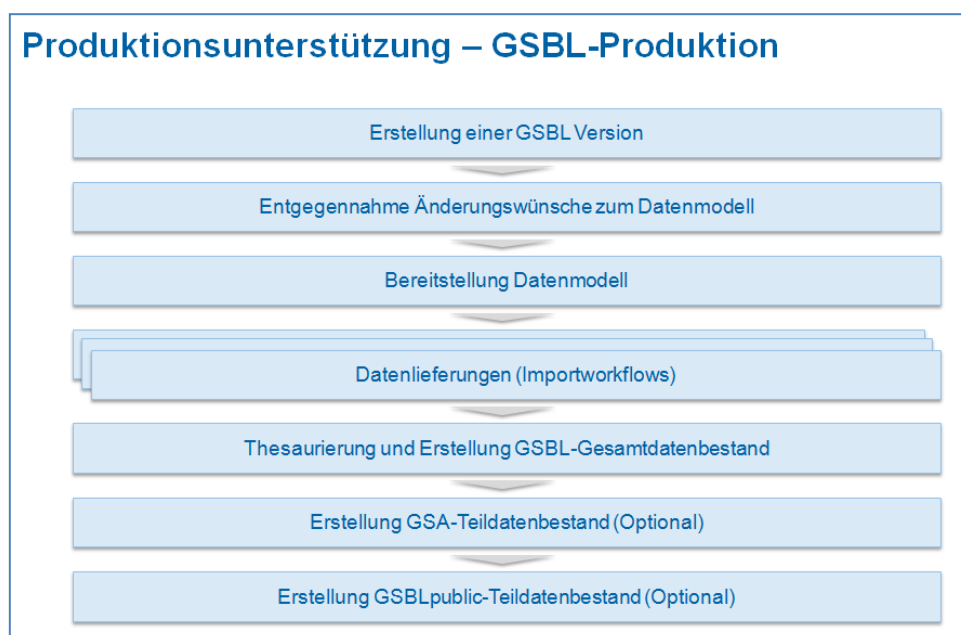 Produktionsunterstützung – GSBL-Produktion
Erstellung einer GSBL Version
Entgegennahme Änderungswünsche zum Datenmodell
Bereitstellung Datenmodell
Datenlieferungen (Importworkflows)
Thesaurierung und Erstellung GSBL-Gesamtdatenbestand
Erstellung GSA-Teildatenbestand (Optional)
Erstellung GSBLpublic-Teildatenbestand (Optional)